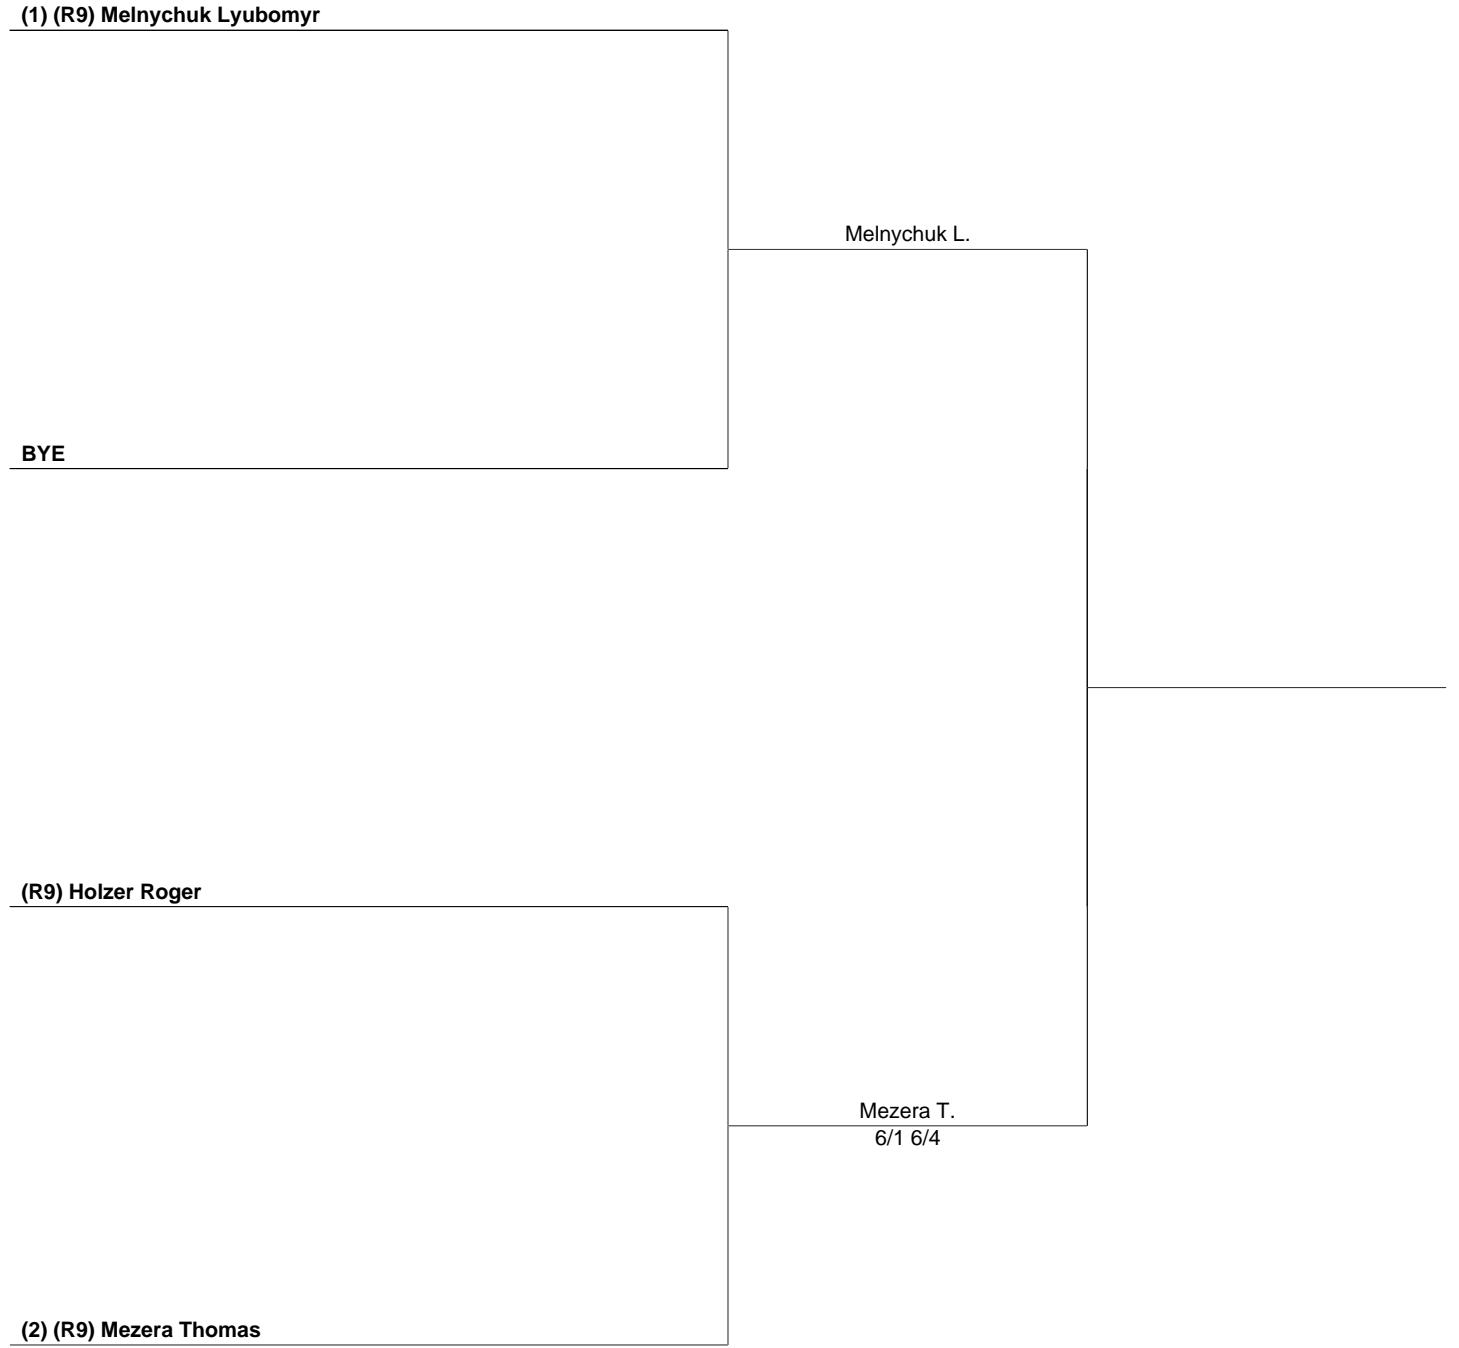 (1) (R9) Melnychuk Lyubomyr
Melnychuk L.
BYE
(R9) Holzer Roger
Mezera T.
6/1 6/4
(2) (R9) Mezera Thomas